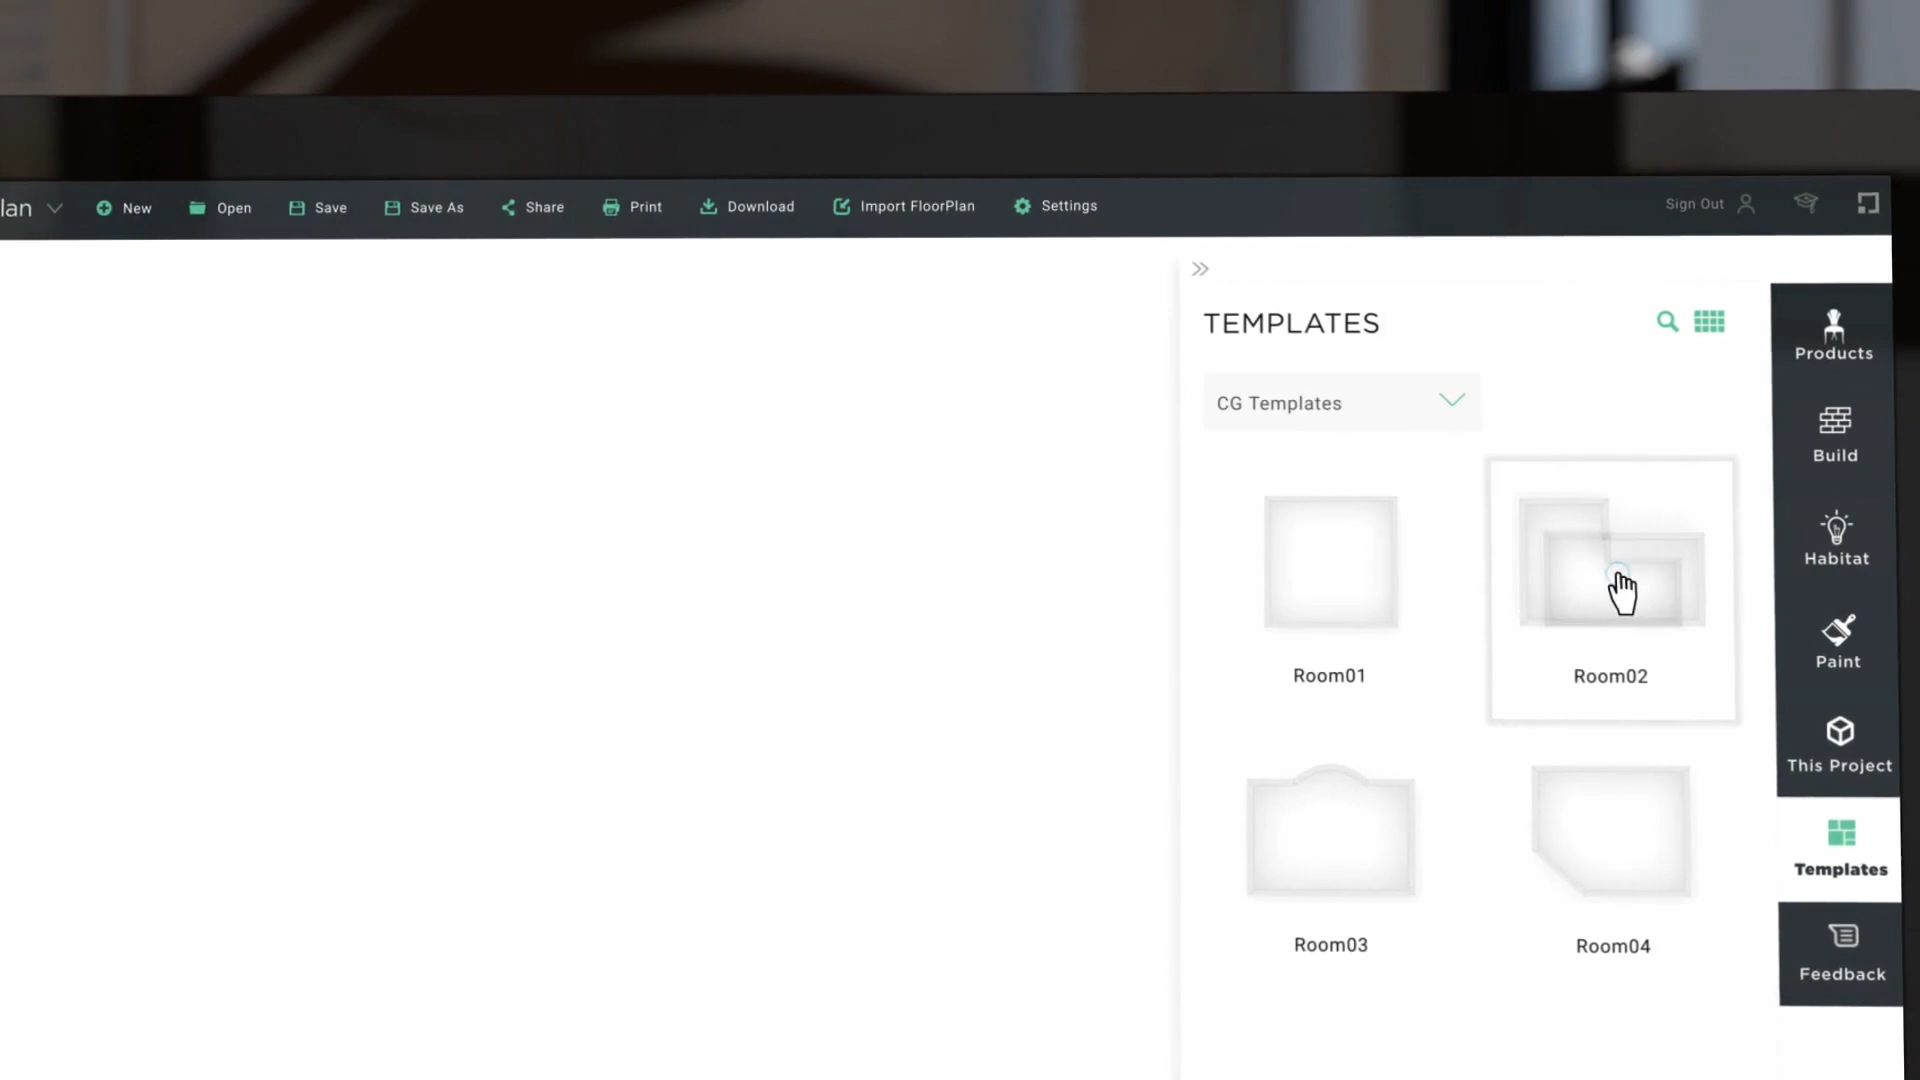 lan New Open Save Save As Share Print Download Import FloorPlan Settings Sign Out
TEMPLATES
CG Templates
Room01 Room02
Room03 Room04
Products
Build
Habitat
Paint
This Project
Templates
Feedback